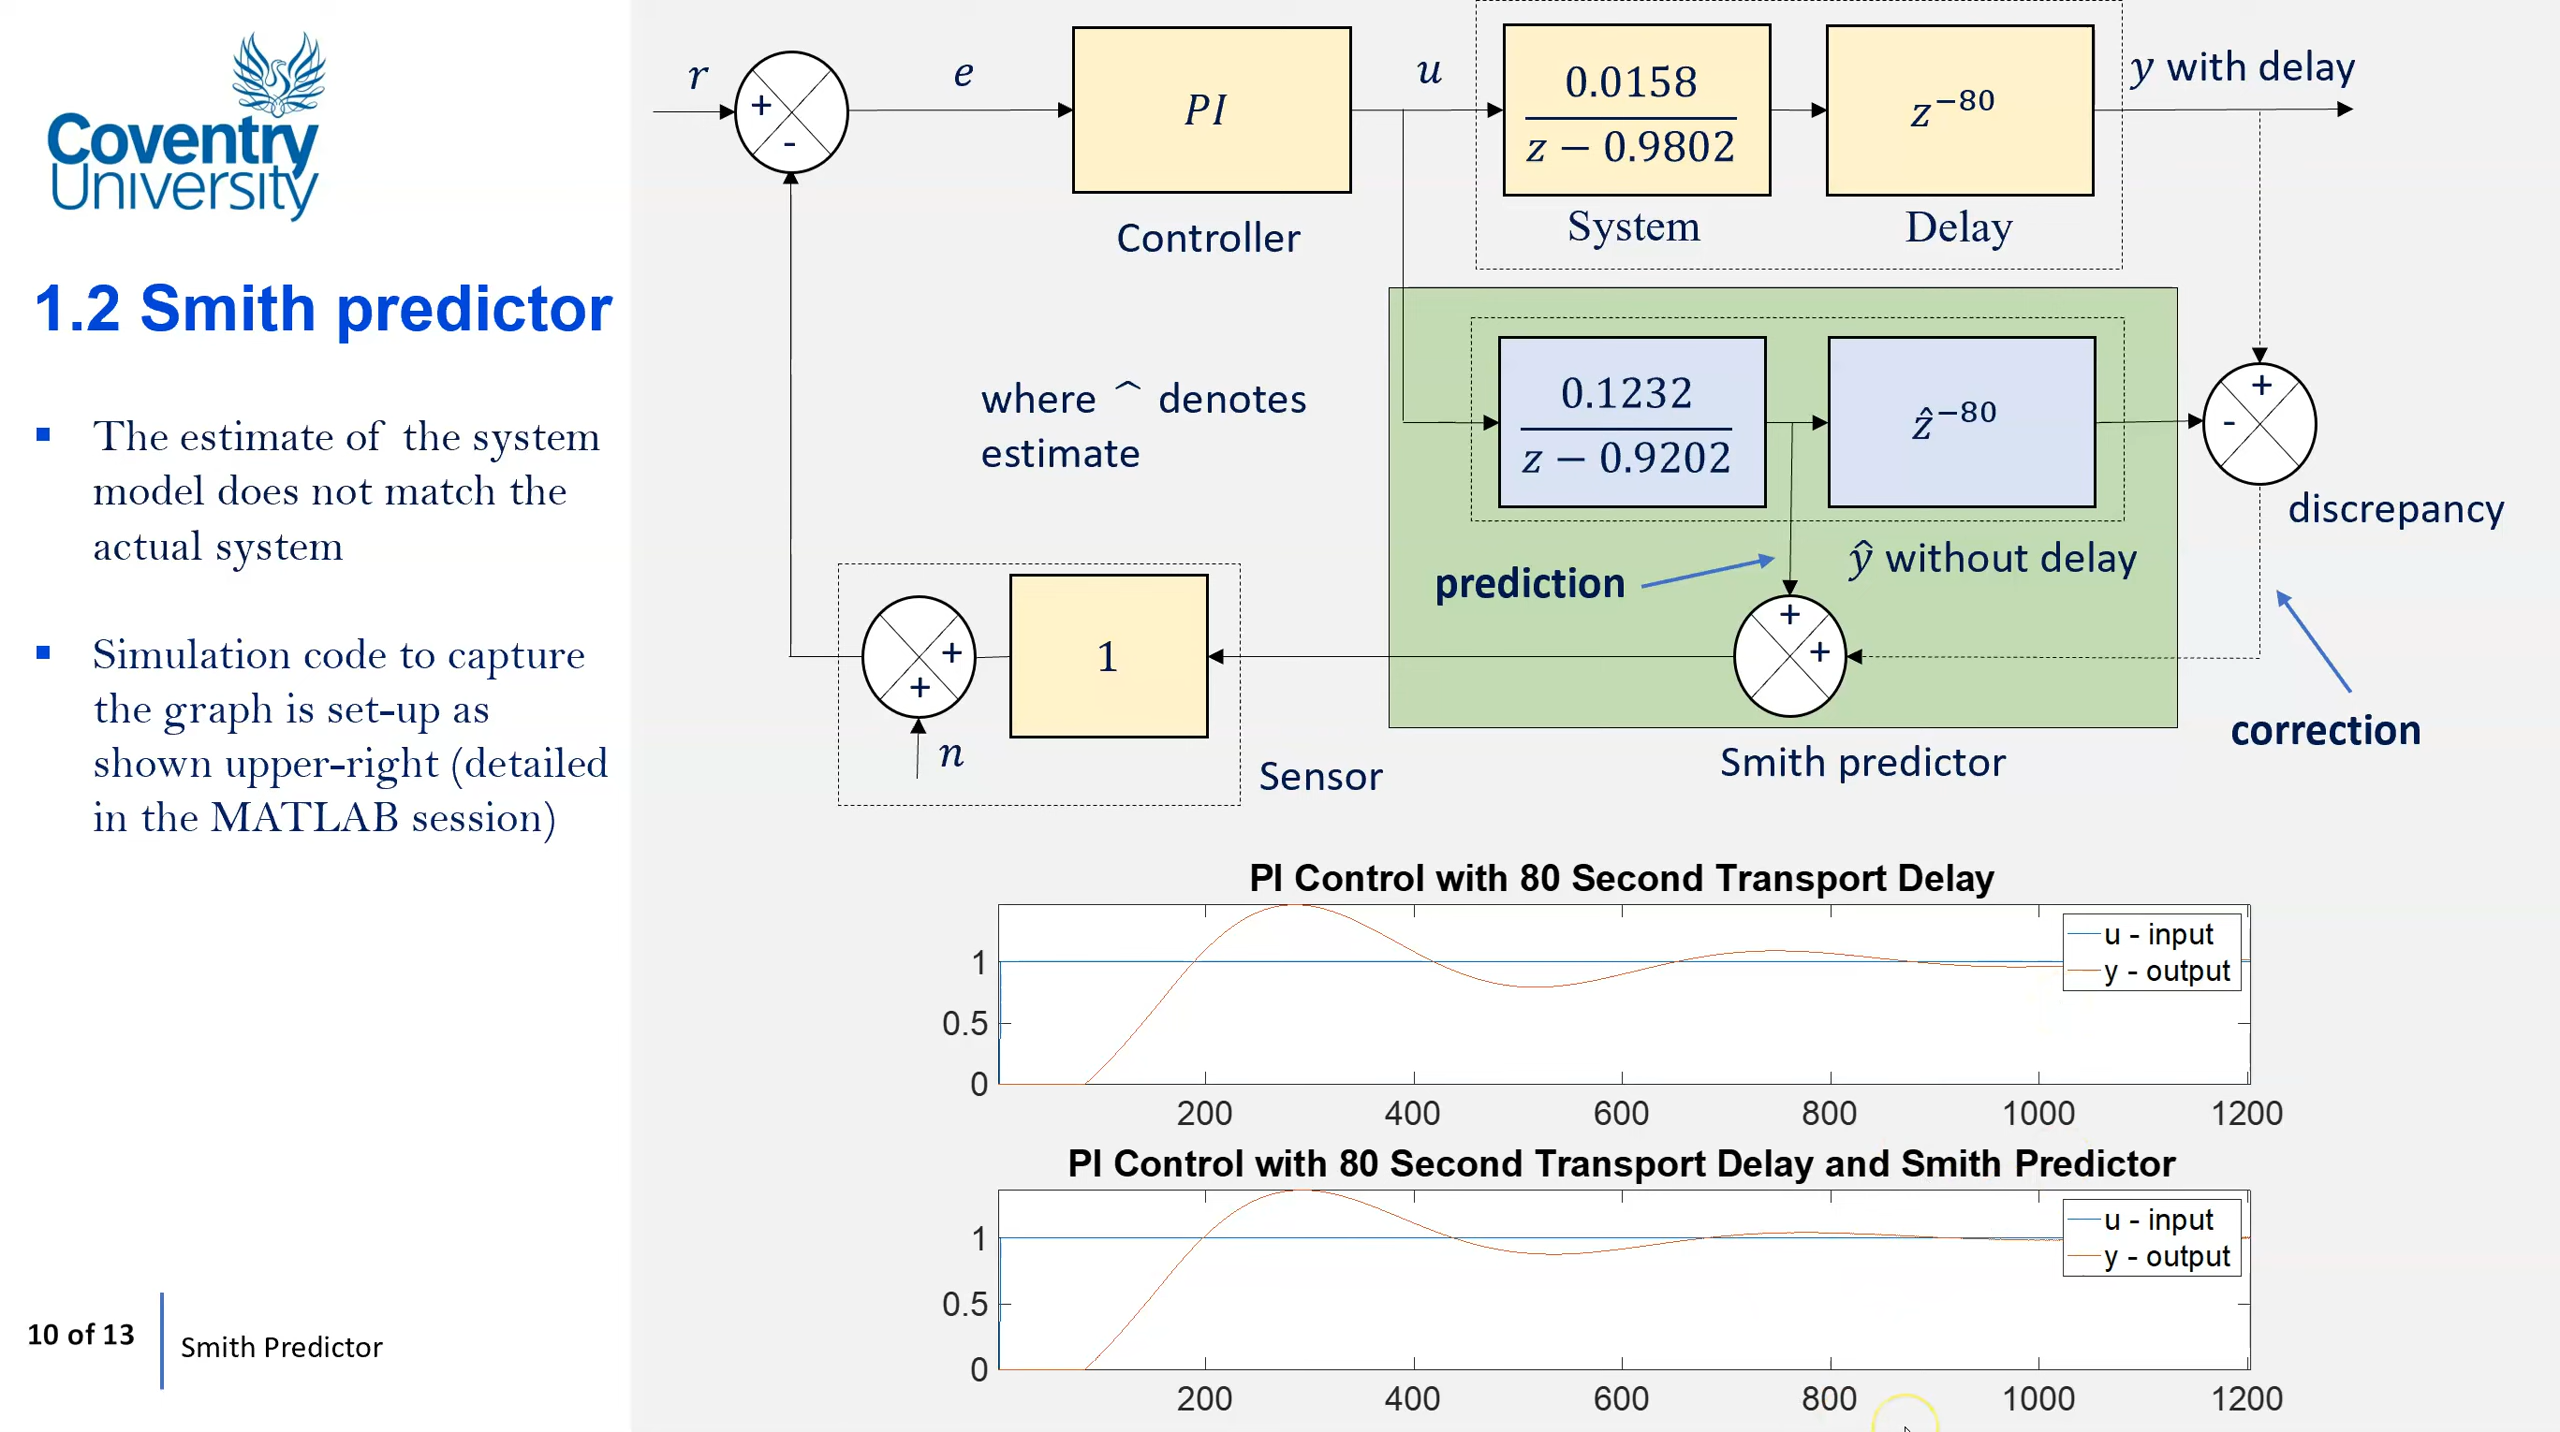 Coventry
University
1.2 Smith predictor
▪ The estimate of the system
model does not match the
actual system
▪ Simulation code to capture
the graph is set-up as
shown upper-right (detailed
in the MATLAB session)
10 of 13
Smith Predictor
r
+
-
e
PI
Controller
u
0.0158
z − 0.9802
System
z⁻⁸⁰
Delay
y with delay
where ^ denotes
estimate
0.1232
z − 0.9202
ẑ⁻⁸⁰
+
-
discrepancy
prediction
ŷ without delay
+
+
correction
Smith predictor
1
+
+
n
Sensor
PI Control with 80 Second Transport Delay
u - input
y - output
1
0.5
0
200 400 600 800 1000 1200
PI Control with 80 Second Transport Delay and Smith Predictor
u - input
y - output
1
0.5
0
200 400 600 800 1000 1200